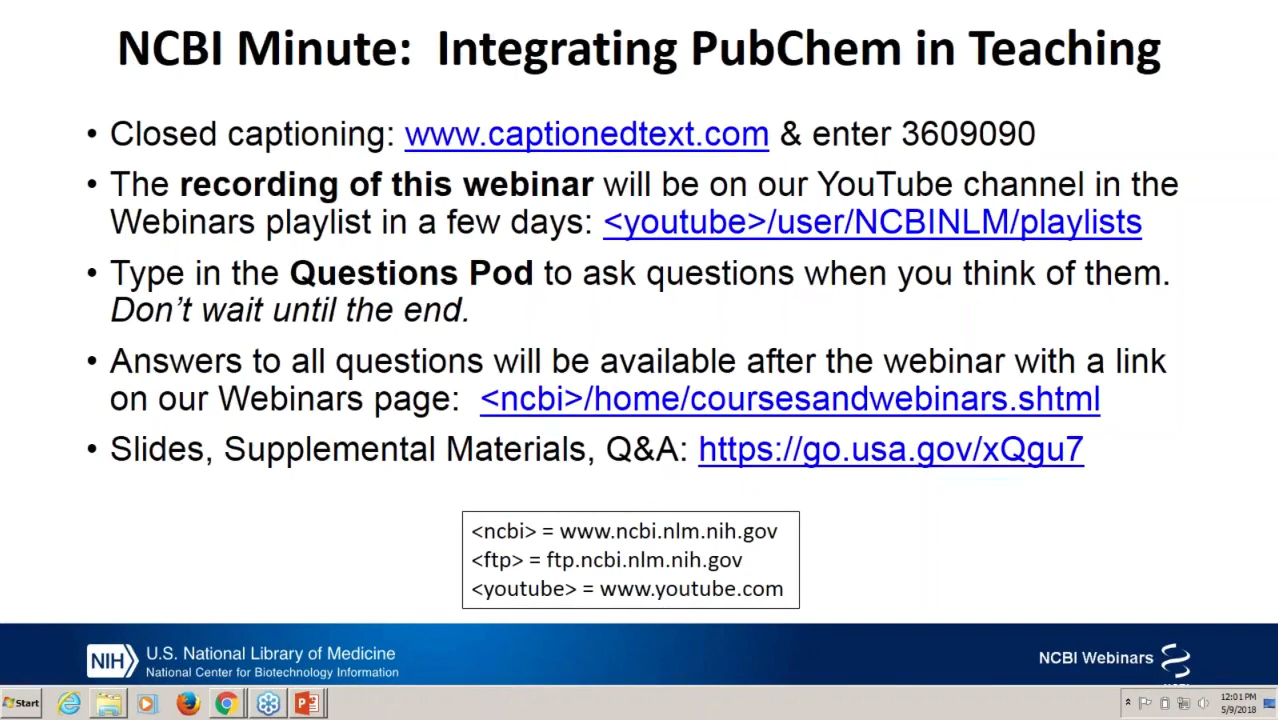 NCBI Minute:  Integrating PubChem in Teaching
• Closed captioning: www.captionedtext.com & enter 3609090
• The recording of this webinar will be on our YouTube channel in the
Webinars playlist in a few days: <youtube>/user/NCBINLM/playlists
• Type in the Questions Pod to ask questions when you think of them.
Don't wait until the end.
• Answers to all questions will be available after the webinar with a link
on our Webinars page:  <ncbi>/home/coursesandwebinars.shtml
• Slides, Supplemental Materials, Q&A: https://go.usa.gov/xQgu7
<ncbi> = www.ncbi.nlm.nih.gov
<ftp> = ftp.ncbi.nlm.nih.gov
<youtube> = www.youtube.com
NIH
U.S. National Library of Medicine
National Center for Biotechnology Information
NCBI Webinars
Start
12:01 PM
5/9/2018